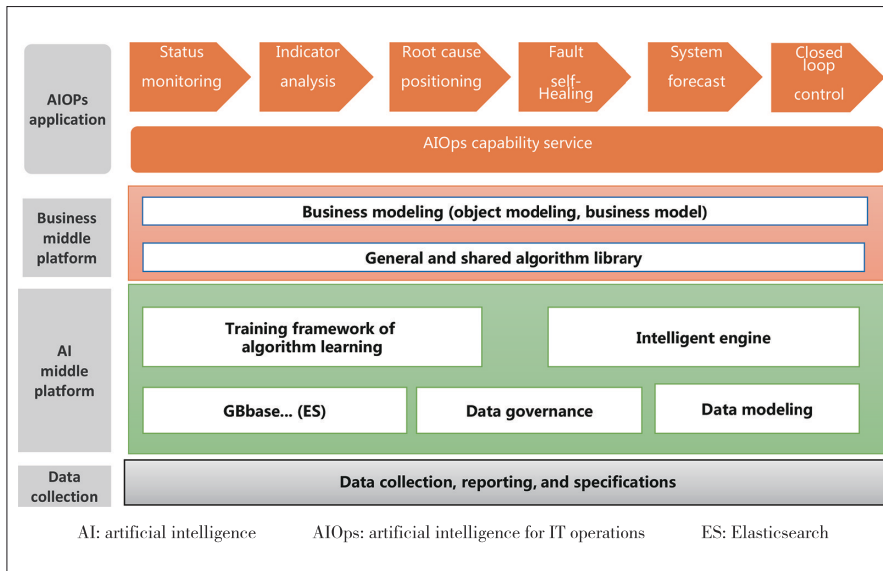 AIOPs
application
Status
monitoring
Indicator
analysis
Root cause
positioning
Fault
self-
Healing
System
forecast
Closed
loop
control
AIOps capability service
Business
middle
platform
Business modeling (object modeling, business model)
General and shared algorithm library
AI
middle
platform
Training framework of
algorithm learning
Intelligent engine
GBbase... (ES)
Data governance
Data modeling
Data
collection
Data collection, reporting, and specifications
AI: artificial intelligence
AIOps: artificial intelligence for IT operations
ES: Elasticsearch